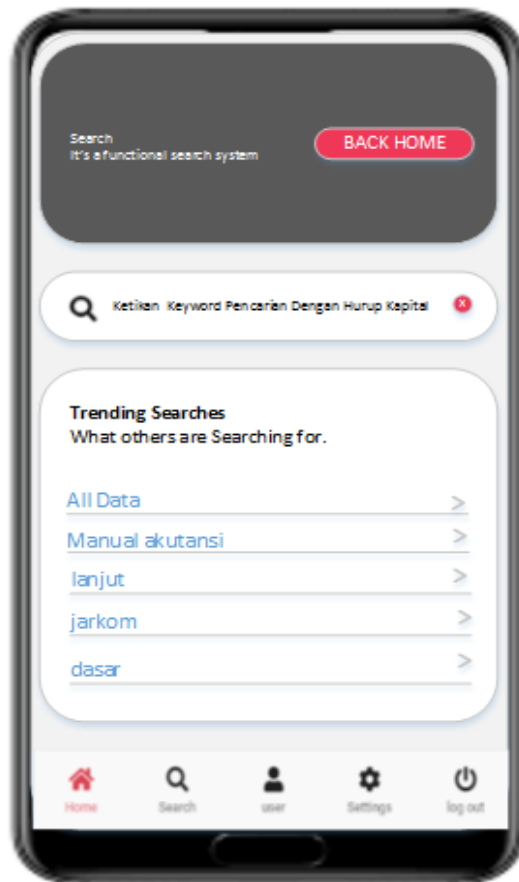 Search
It's a functional search system
BACK HOME
Ketikan Keyword Pencarian Dengan Hurup Kapital
x
Trending Searches
What others are Searching for.
All Data
Manual akutansi
lanjut
jarkom
dasar
Home
Search
user
Settings
log out